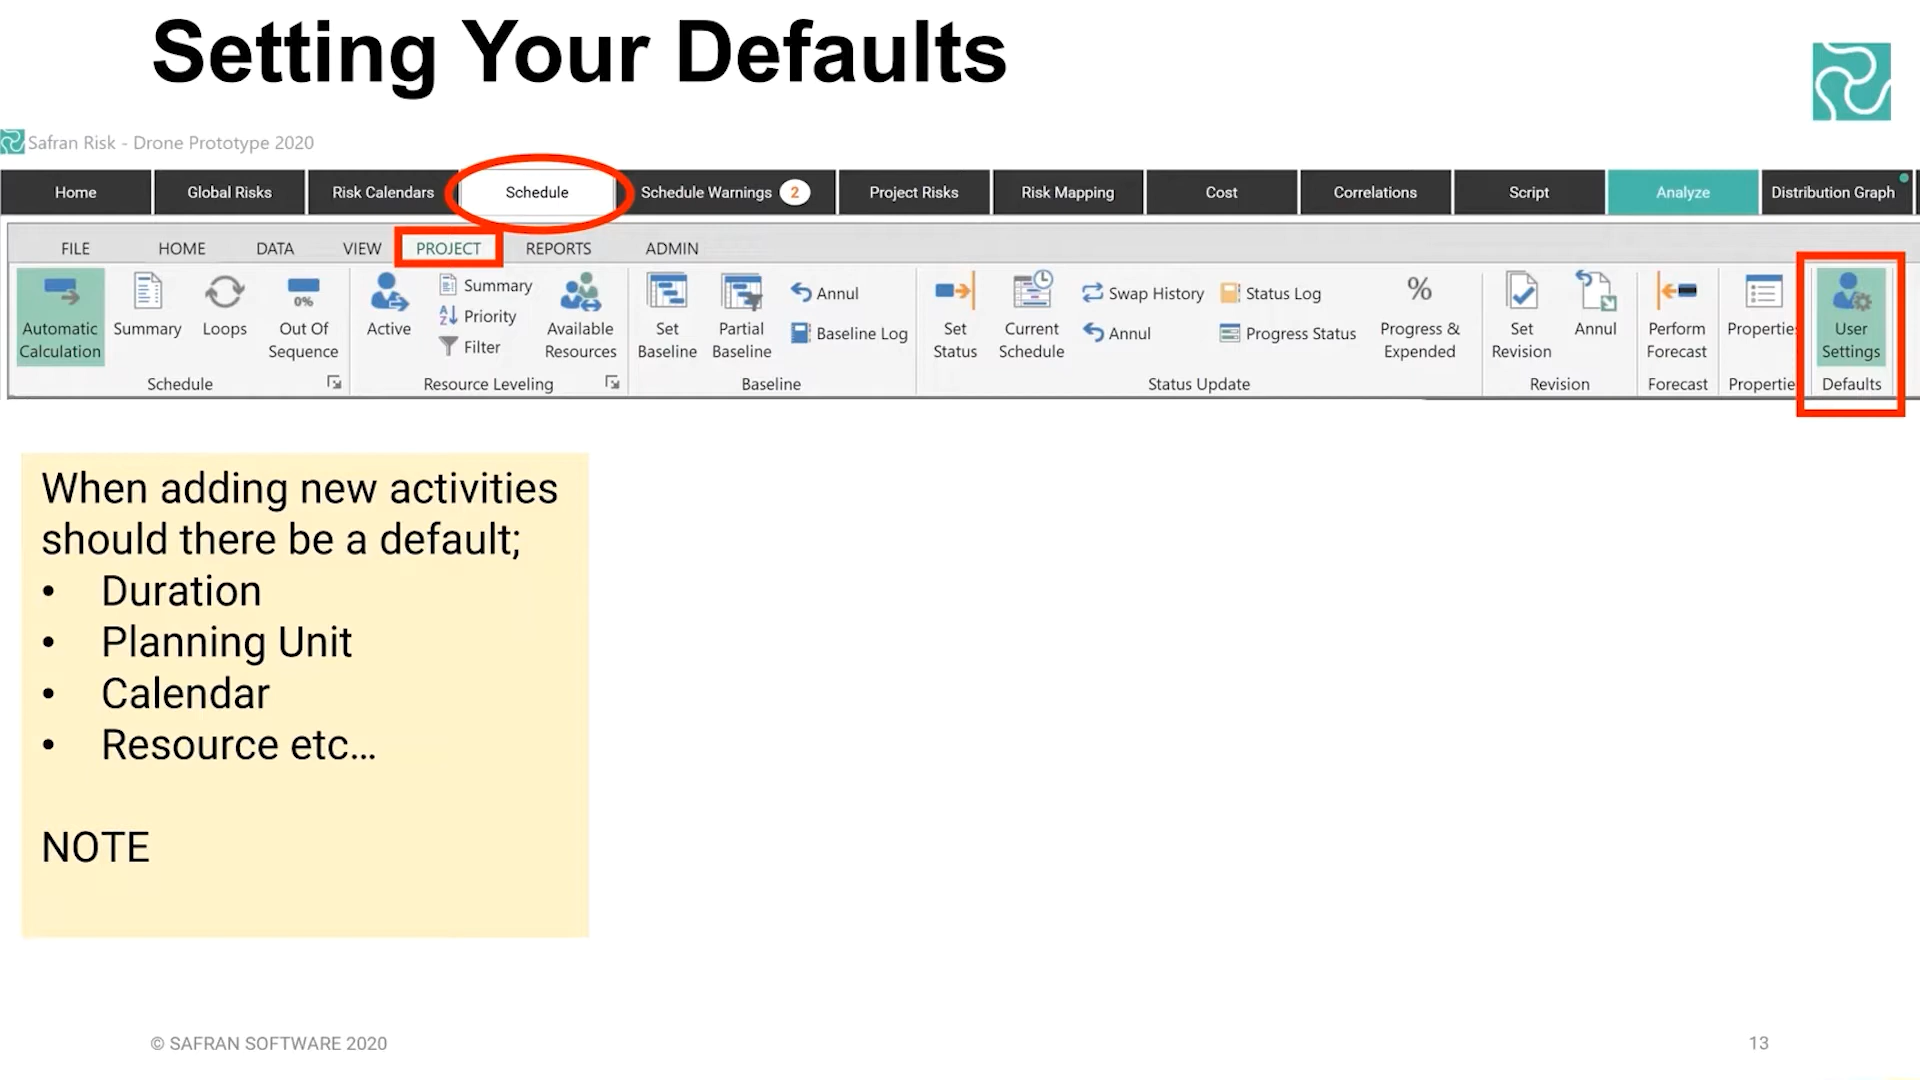 Setting Your Defaults
Safran Risk - Drone Prototype 2020
Home Global Risks Risk Calendars Schedule Schedule Warnings 2 Project Risks Risk Mapping Cost Correlations Script Analyze Distribution Graph
FILE HOME DATA VIEW PROJECT REPORTS ADMIN
Automatic Calculation
Summary
Loops
0%
Out Of Sequence
Schedule
Active
Summary
Priority
Filter
Available Resources
Resource Leveling
Set Baseline
Partial Baseline
Annul
Baseline Log
Baseline
Set Status
Current Schedule
Swap History
Annul
Status Log
Progress Status
%
Progress & Expended
Status Update
Set Revision
Annul
Revision
Perform Forecast
Forecast
Propertie
Propertie
User Settings
Defaults
When adding new activities
should there be a default;
• Duration
• Planning Unit
• Calendar
• Resource etc...
NOTE
© SAFRAN SOFTWARE 2020
13